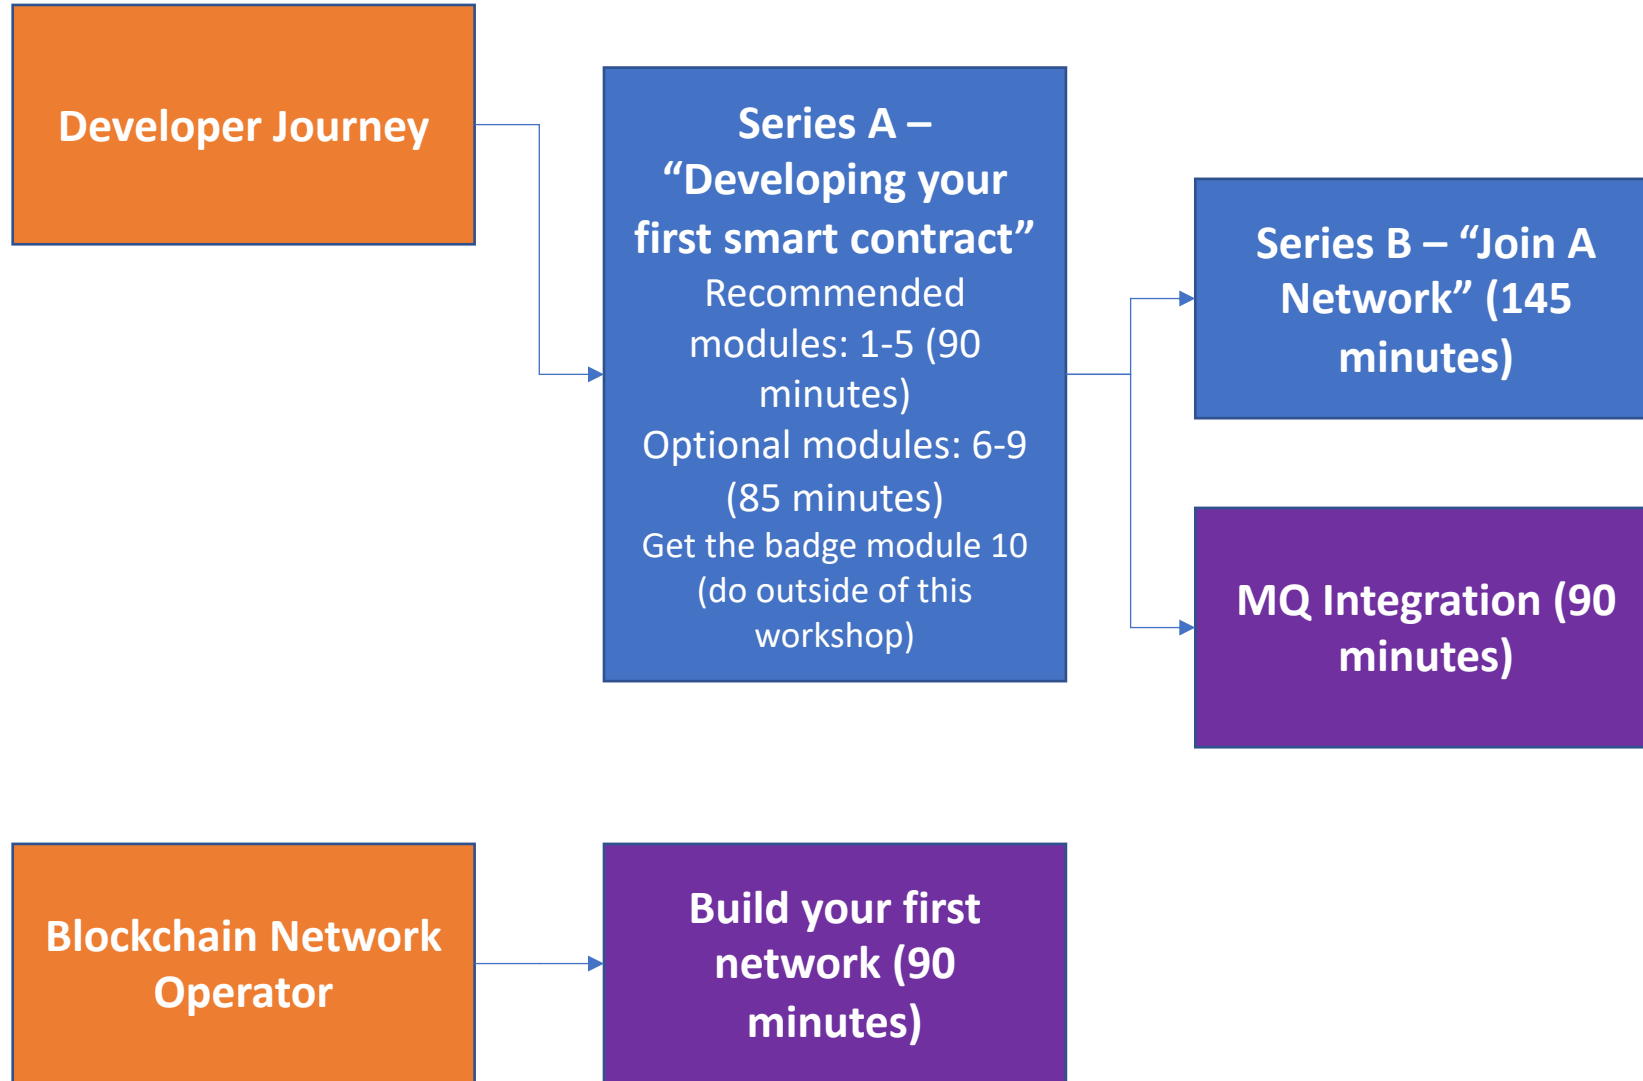 Developer Journey
Series A –
“Developing your
first smart contract”
Recommended
modules: 1-5 (90
minutes)
Optional modules: 6-9
(85 minutes)
Get the badge module 10
(do outside of this
workshop)
Series B – “Join A
Network” (145
minutes)
MQ Integration (90
minutes)
Blockchain Network
Operator
Build your first
network (90
minutes)